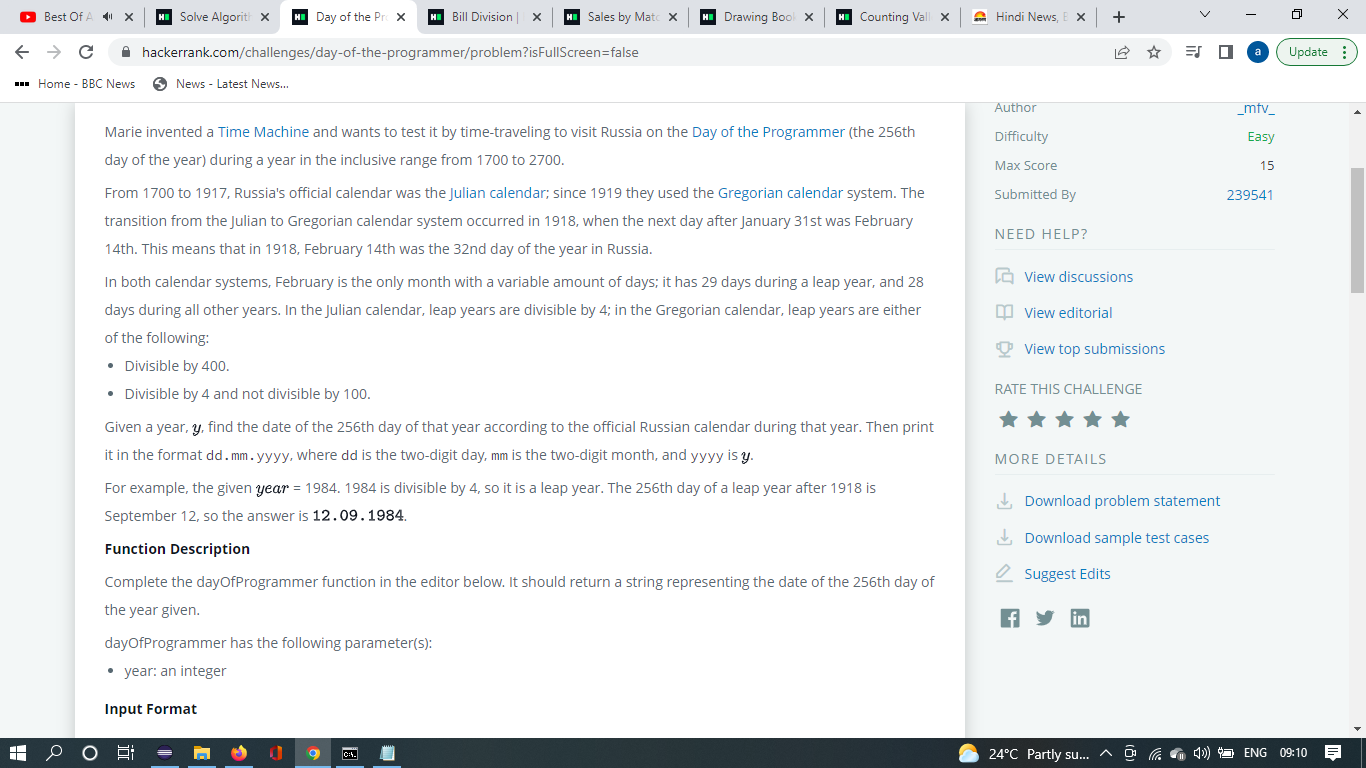 Best Of A
Solve Algorith
Day of the Pr
Bill Division |
Sales by Matc
Drawing Boo
Counting Val
Hindi News, E
hackerrank.com/challenges/day-of-the-programmer/problem?isFullScreen=false
a
Update
Home - BBC News
News - Latest News...
Marie invented a Time Machine and wants to test it by time-traveling to visit Russia on the Day of the Programmer (the 256th
day of the year) during a year in the inclusive range from 1700 to 2700.
From 1700 to 1917, Russia's official calendar was the Julian calendar; since 1919 they used the Gregorian calendar system. The
transition from the Julian to Gregorian calendar system occurred in 1918, when the next day after January 31st was February
14th. This means that in 1918, February 14th was the 32nd day of the year in Russia.
In both calendar systems, February is the only month with a variable amount of days; it has 29 days during a leap year, and 28
days during all other years. In the Julian calendar, leap years are divisible by 4; in the Gregorian calendar, leap years are either
of the following:
• Divisible by 400.
• Divisible by 4 and not divisible by 100.
Given a year, y, find the date of the 256th day of that year according to the official Russian calendar during that year. Then print
it in the format dd.mm.yyyy, where dd is the two-digit day, mm is the two-digit month, and yyyy is y.
For example, the given year = 1984. 1984 is divisible by 4, so it is a leap year. The 256th day of a leap year after 1918 is
September 12, so the answer is 12.09.1984.
Function Description
Complete the dayOfProgrammer function in the editor below. It should return a string representing the date of the 256th day of
the year given.
dayOfProgrammer has the following parameter(s):
• year: an integer
Input Format
Author _mfv_
Difficulty Easy
Max Score 15
Submitted By 239541
NEED HELP?
View discussions
View editorial
View top submissions
RATE THIS CHALLENGE
MORE DETAILS
Download problem statement
Download sample test cases
Suggest Edits
24°C Partly su... ENG 09:10